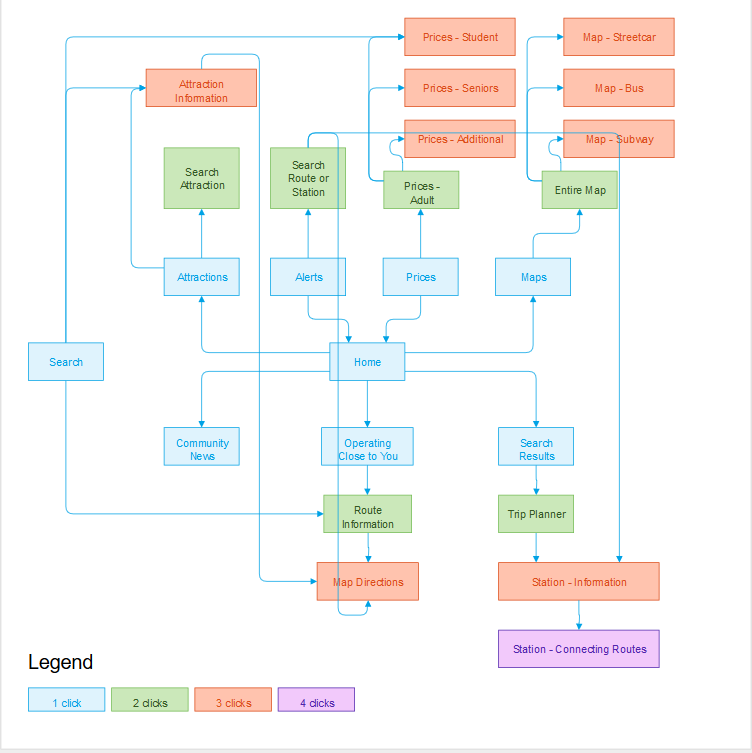 Prices - Student
Map - Streetcar
Attraction
Information
Prices - Seniors
Map - Bus
Prices - Additional
Map - Subway
Search
Attraction
Search
Route or
Station
Prices -
Adult
Entire Map
Attractions
Alerts
Prices
Maps
Search
Home
Community
News
Operating
Close to You
Search
Results
Route
Information
Trip Planner
Map Directions
Station - Information
Station - Connecting Routes
Legend
1 click
2 clicks
3 clicks
4 clicks